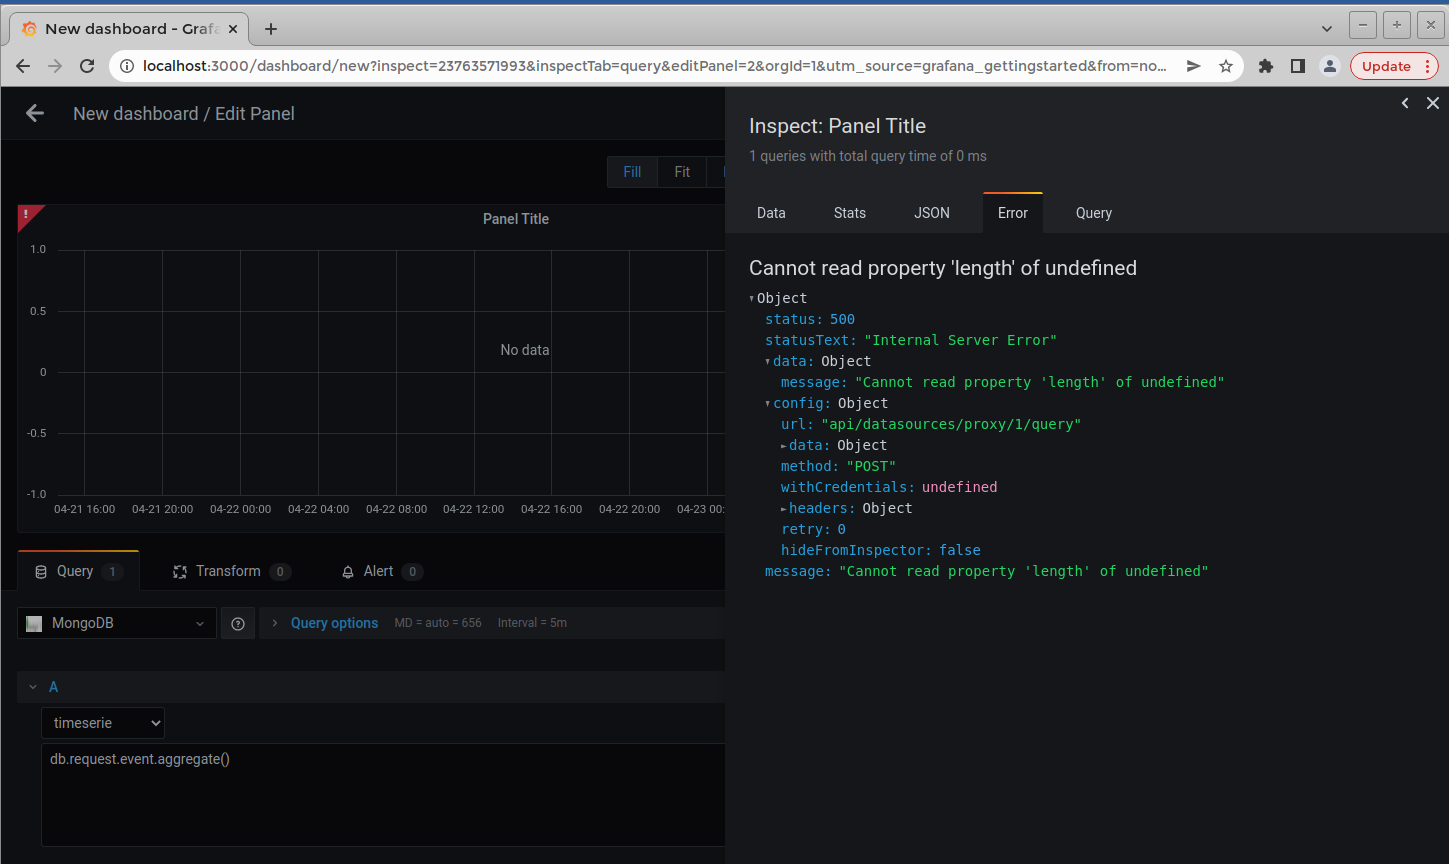 New dashboard - Grafa
localhost:3000/dashboard/new?inspect=23763571993&inspectTab=query&editPanel=2&orgId=1&utm_source=grafana_gettingstarted&from=no...
Update
New dashboard / Edit Panel
Fill
Fit
Panel Title
1.0
0.5
0
-0.5
-1.0
No data
04-21 16:00 04-21 20:00 04-22 00:00 04-22 04:00 04-22 08:00 04-22 12:00 04-22 16:00 04-22 20:00 04-23 00:
Query 1
Transform 0
Alert 0
MongoDB
Query options MD = auto = 656 Interval = 5m
A
timeserie
db.request.event.aggregate()
Inspect: Panel Title
1 queries with total query time of 0 ms
Data Stats JSON Error Query
Cannot read property 'length' of undefined
Object
status: 500
statusText: "Internal Server Error"
data: Object
message: "Cannot read property 'length' of undefined"
config: Object
url: "api/datasources/proxy/1/query"
data: Object
method: "POST"
withCredentials: undefined
headers: Object
retry: 0
hideFromInspector: false
message: "Cannot read property 'length' of undefined"